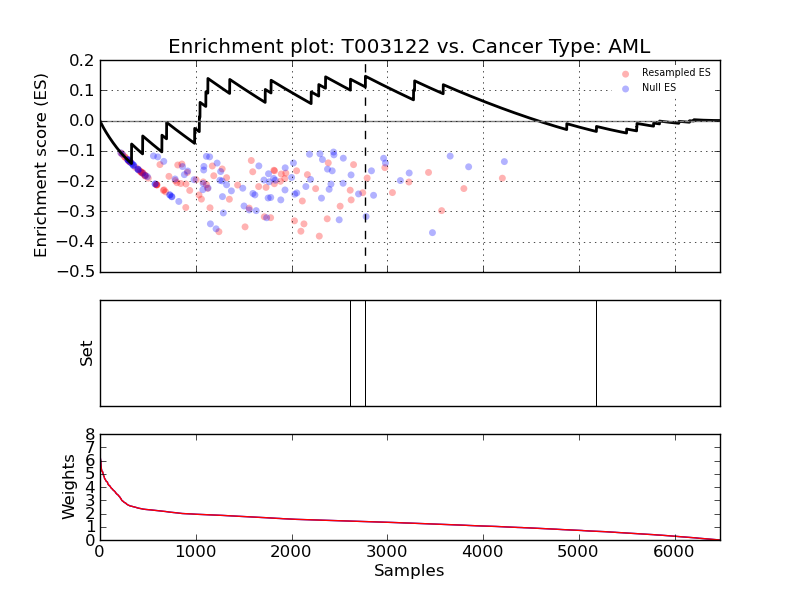 Enrichment plot: T003122 vs. Cancer Type: AML
Enrichment score (ES)
0.2
0.1
0.0
−0.1
−0.2
−0.3
−0.4
−0.5
Resampled ES
Null ES
Set
Weights
8
7
6
5
4
3
2
1
0
0 1000 2000 3000 4000 5000 6000
Samples